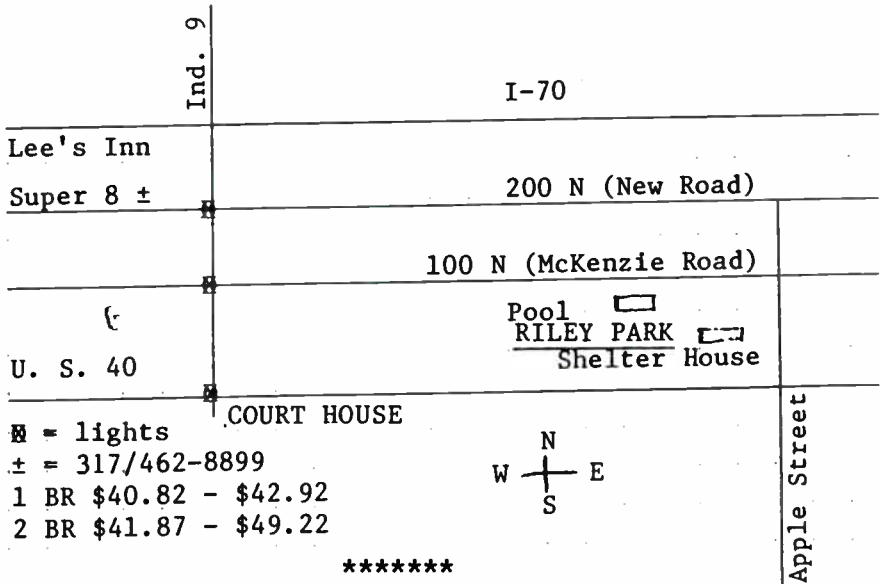 Ind. 9
I-70
Lee's Inn
Super 8 ±
200 N (New Road)
100 N (McKenzie Road)
Pool
RILEY PARK
Shelter House
U. S. 40
COURT HOUSE
= lights
± = 317/462-8899
1 BR $40.82 - $42.92
2 BR $41.87 - $49.22
N
W E
S
Apple Street
*******